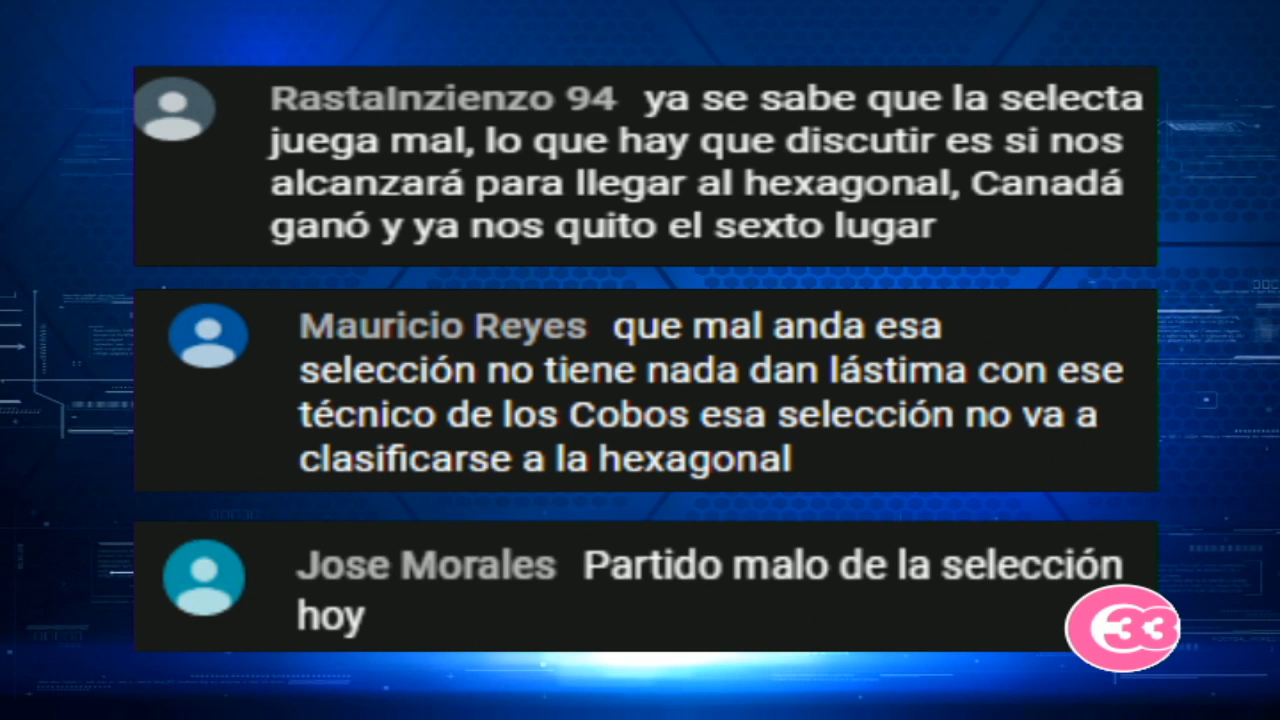 RastaInzienzo 94 ya se sabe que la selecta
juega mal, lo que hay que discutir es si nos
alcanzará para llegar al hexagonal, Canadá
ganó y ya nos quito el sexto lugar
Mauricio Reyes que mal anda esa
selección no tiene nada dan lástima con ese
técnico de los Cobos esa selección no va a
clasificarse a la hexagonal
Jose Morales Partido malo de la selección
hoy
33